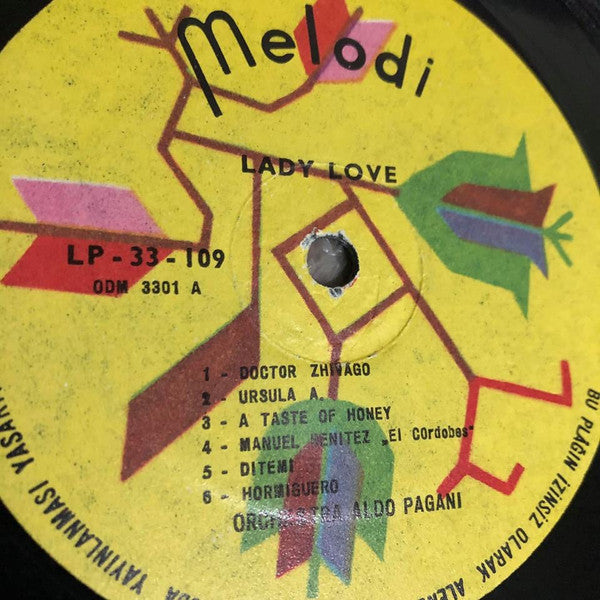 Melodi
LADY LOVE
LP - 33 - 109
ODM 3301 A
1 - DOCTOR ZHIVAGO
2 - URSULA A.
3 - A TASTE OF HONEY
4 - MANUEL BENITEZ „El COrdobes"
5 - DITEMI
6 - HORMIGUERO
ORCHESTRA ALDO PAGANI
BU PLAĞIN İZİNSİZ OLARAK
YAYINLANMASI